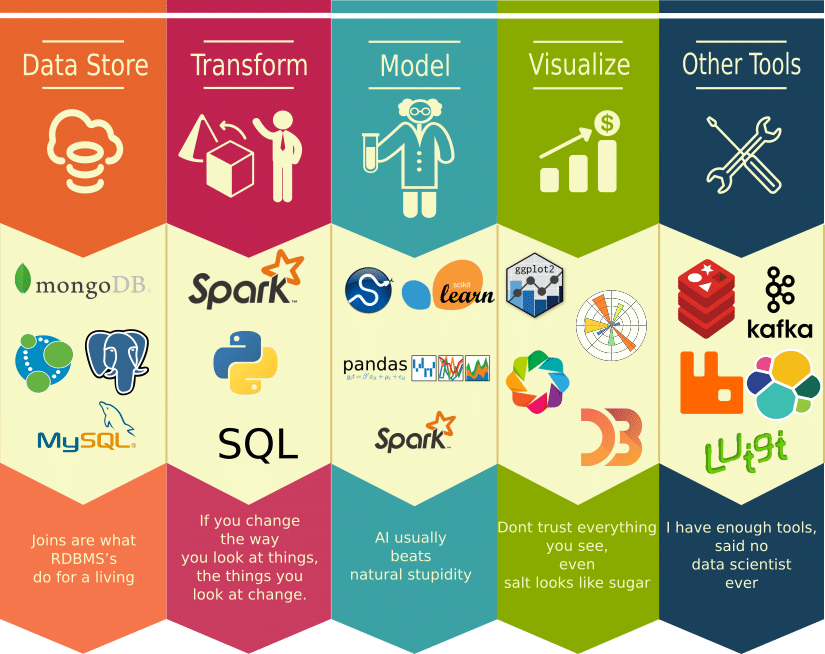 Data Store
Transform
Model
Visualize
Other Tools
$
mongoDB®
Spark™
ggplot2
scikit
learn
kafka
pandas
MySQL®
SQL
Spark™
D3
Luigi
Joins are what
RDBMS’s
do for a living
If you change
the way
you look at things,
the things you
look at change.
AI usually
beats
natural stupidity
Dont trust everything
you see,
even
salt looks like sugar
I have enough tools,
said no
data scientist
ever